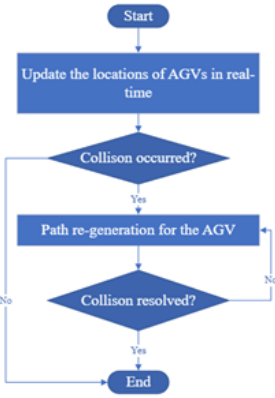 Start
Update the locations of AGVs in real-
time
Collison occurred?
Yes
Path re-generation for the AGV
No
Collision resolved?
No
Yes
End